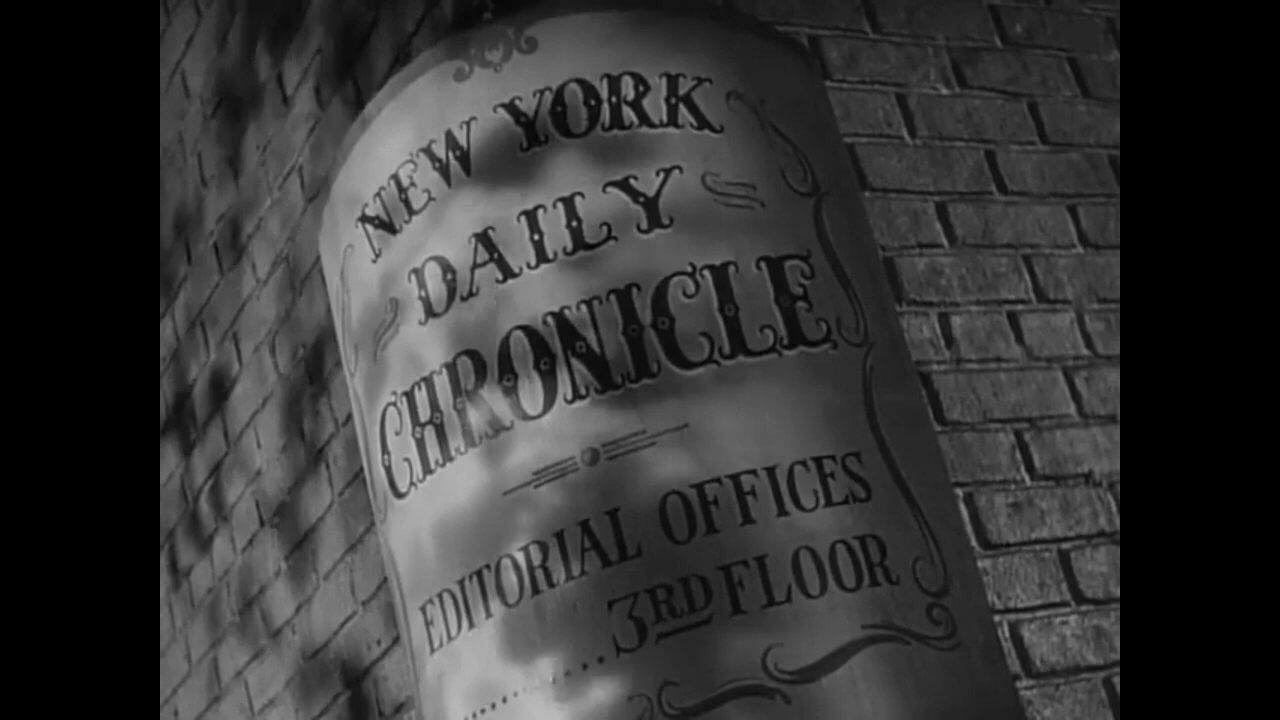 NEW YORK
DAILY
CHRONICLE
EDITORIAL OFFICES
3RD FLOOR